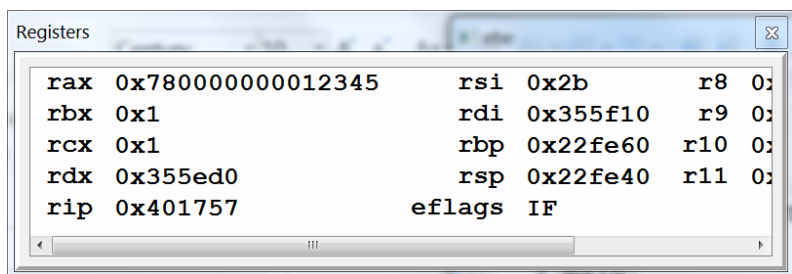 Registers
rax 0x780000000012345 rsi 0x2b r8
rbx 0x1 rdi 0x355f10 r9
rcx 0x1 rbp 0x22fe60 r10
rdx 0x355ed0 rsp 0x22fe40 r11
rip 0x401757 eflags IF